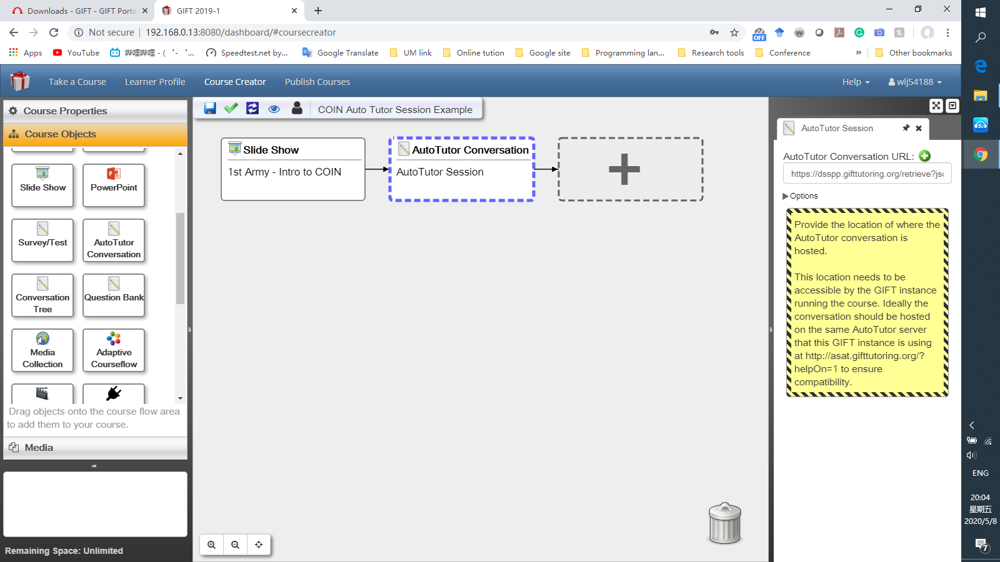 Downloads - GIFT - GIFT Porta
GIFT 2019-1
Not secure
192.168.0.13:8080/dashboard/#coursecreator
OFF
Apps
YouTube
哔哩哔哩 - ( ゜- ゜...
Speedtest.net by...
Google Translate
UM link
Online tution
Google site
Programming lan...
Research tools
Conference
»
Other bookmarks
Take a Course
Learner Profile
Course Creator
Publish Courses
Help
wlj54188
Course Properties
Course Objects
Slide Show
PowerPoint
Survey/Test
AutoTutor
Conversation
Conversation
Tree
Question Bank
Media
Collection
Adaptive
Courseflow
Drag objects onto the course flow area
to add them to your course.
Media
Remaining Space: Unlimited
COIN Auto Tutor Session Example
Slide Show
1st Army - Intro to COIN
AutoTutor Conversation
AutoTutor Session
AutoTutor Session
AutoTutor Conversation URL:
https://dsspp.gifttutoring.org/retrieve?jso
Options
Provide the location of where the
AutoTutor conversation is
hosted.
This location needs to be
accessible by the GIFT instance
running the course. Ideally the
conversation should be hosted
on the same AutoTutor server
that this GIFT instance is using
at http://asat.gifttutoring.org/?
helpOn=1 to ensure
compatibility.
du
ENG
20:04
星期五
2020/5/8
7